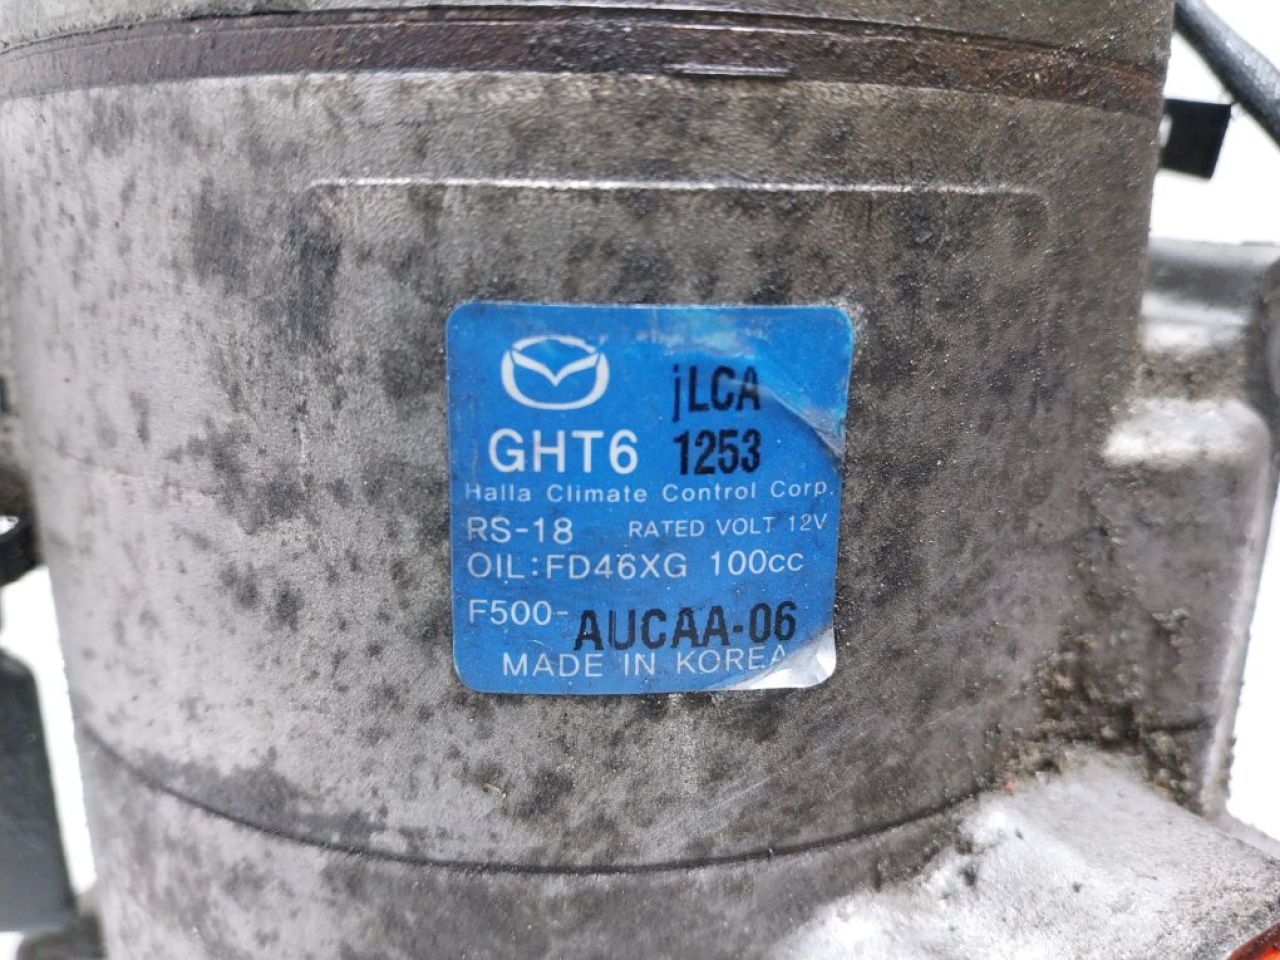 jLCA
GHT6 1253
Halla Climate Control Corp.
RS-18 RATED VOLT 12V
OIL:FD46XG 100cc
F500-AUCAA-06
MADE IN KOREA